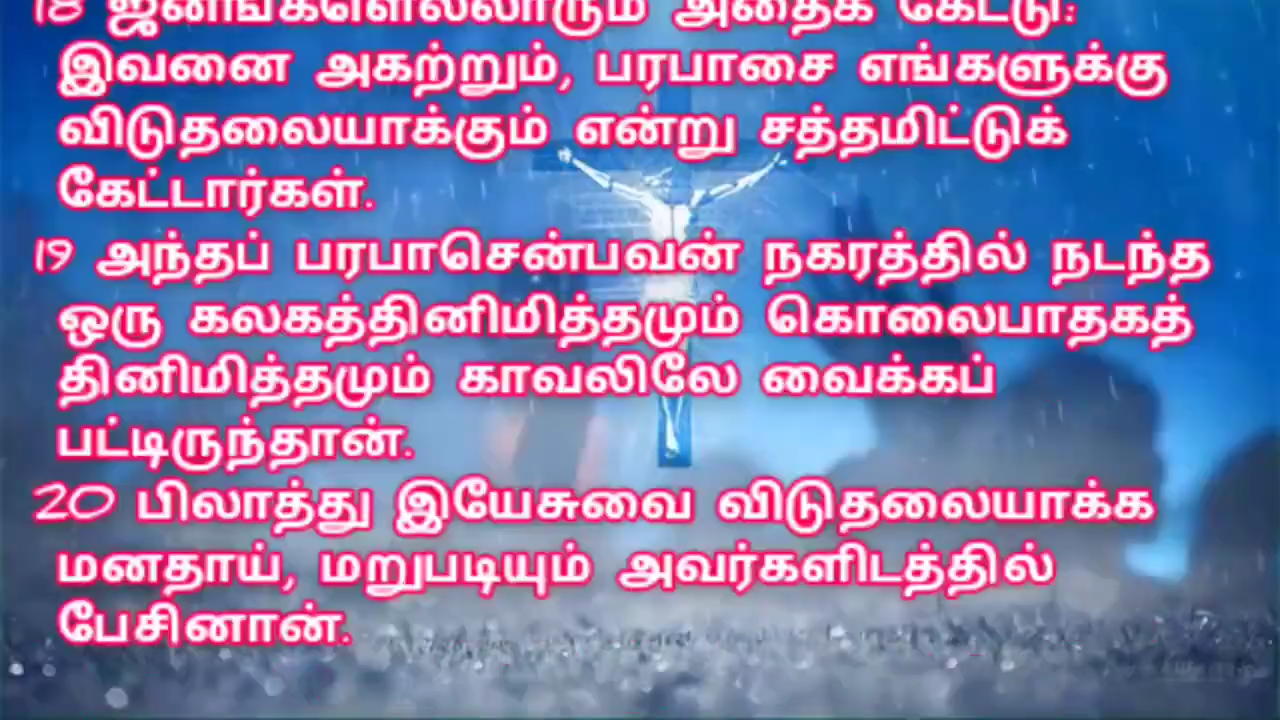 18 ஜனங்களெல்லாரும் அதைக் கேட்டு:
இவனை அகற்றும், பரபாசை எங்களுக்கு
விடுதலையாக்கும் என்று சத்தமிட்டுக்
கேட்டார்கள்.
19 அந்தப் பரபாசென்பவன் நகரத்தில் நடந்த
ஒரு கலகத்தினிமித்தமும் கொலைபாதகத்
தினிமித்தமும் காவலிலே வைக்கப்
பட்டிருந்தான்.
20 பிலாத்து இயேசுவை விடுதலையாக்க
மனதாய், மறுபடியும் அவர்களிடத்தில்
பேசினான்.